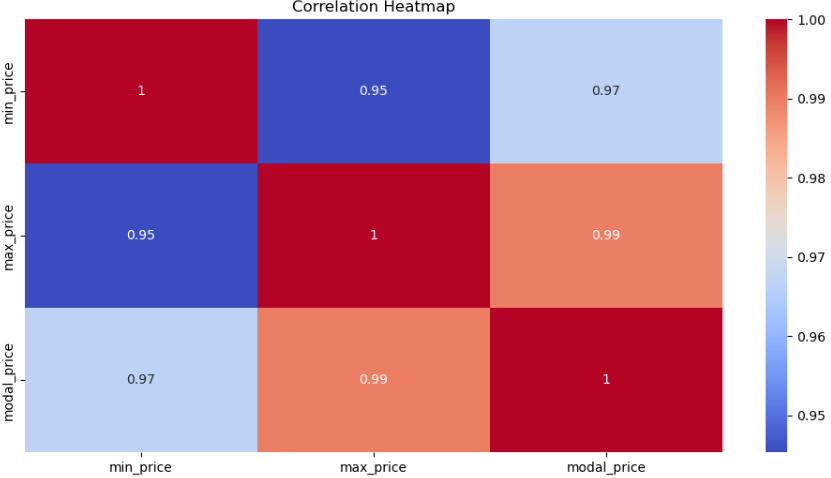 Correlation Heatmap
min_price
1
0.95
0.97
max_price
0.95
1
0.99
modal_price
0.97
0.99
1
min_price
max_price
modal_price
1.00
0.99
0.98
0.97
0.96
0.95